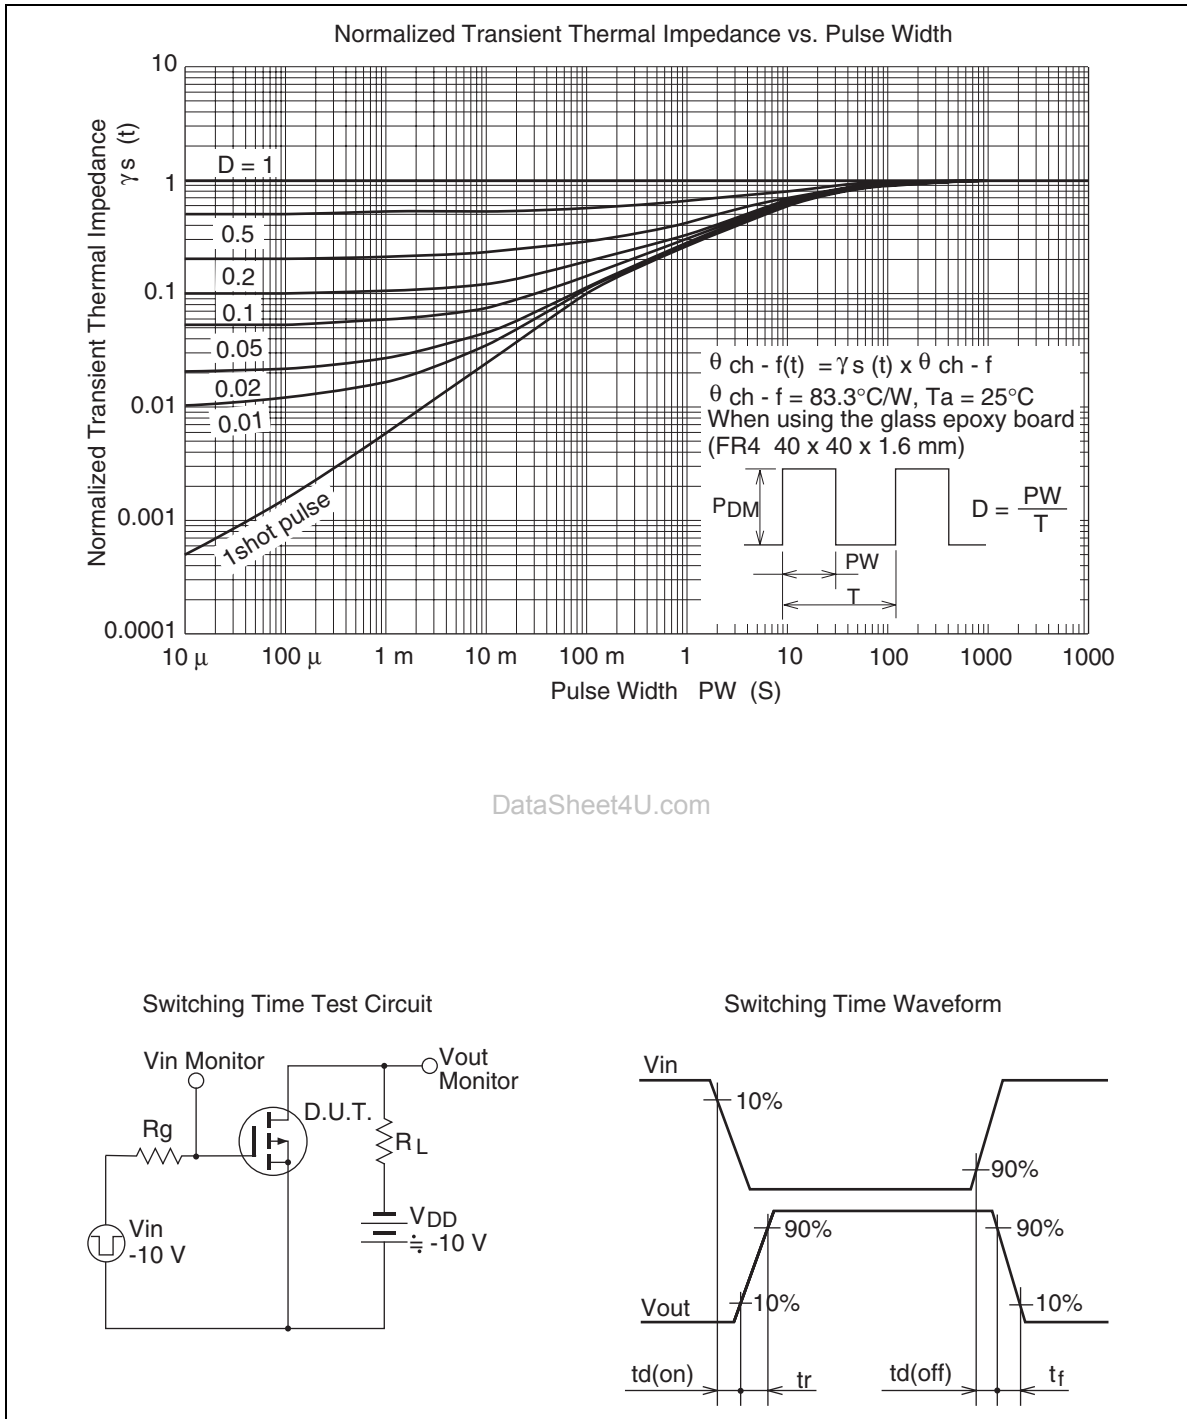 Normalized Transient Thermal Impedance vs. Pulse Width
Normalized Transient Thermal Impedance
γ s (t)
10
1
0.1
0.01
0.001
0.0001
D = 1
0.5
0.2
0.1
0.05
0.02
0.01
1shot pulse
θ ch - f(t) = γ s (t) x θ ch - f
θ ch - f = 83.3°C/W, Ta = 25°C
When using the glass epoxy board
(FR4 40 x 40 x 1.6 mm)
PDM
PW
T
D = PW/T
10 μ 100 μ 1 m 10 m 100 m 1 10 100 1000 1000
Pulse Width PW (S)
DataSheet4U.com
Switching Time Test Circuit
Vin Monitor
Vout
Monitor
D.U.T.
Rg
RL
Vin
-10 V
VDD
≒ -10 V
Switching Time Waveform
Vin
10%
90%
90%
90%
Vout
10%
10%
td(on)
tr
td(off)
tf